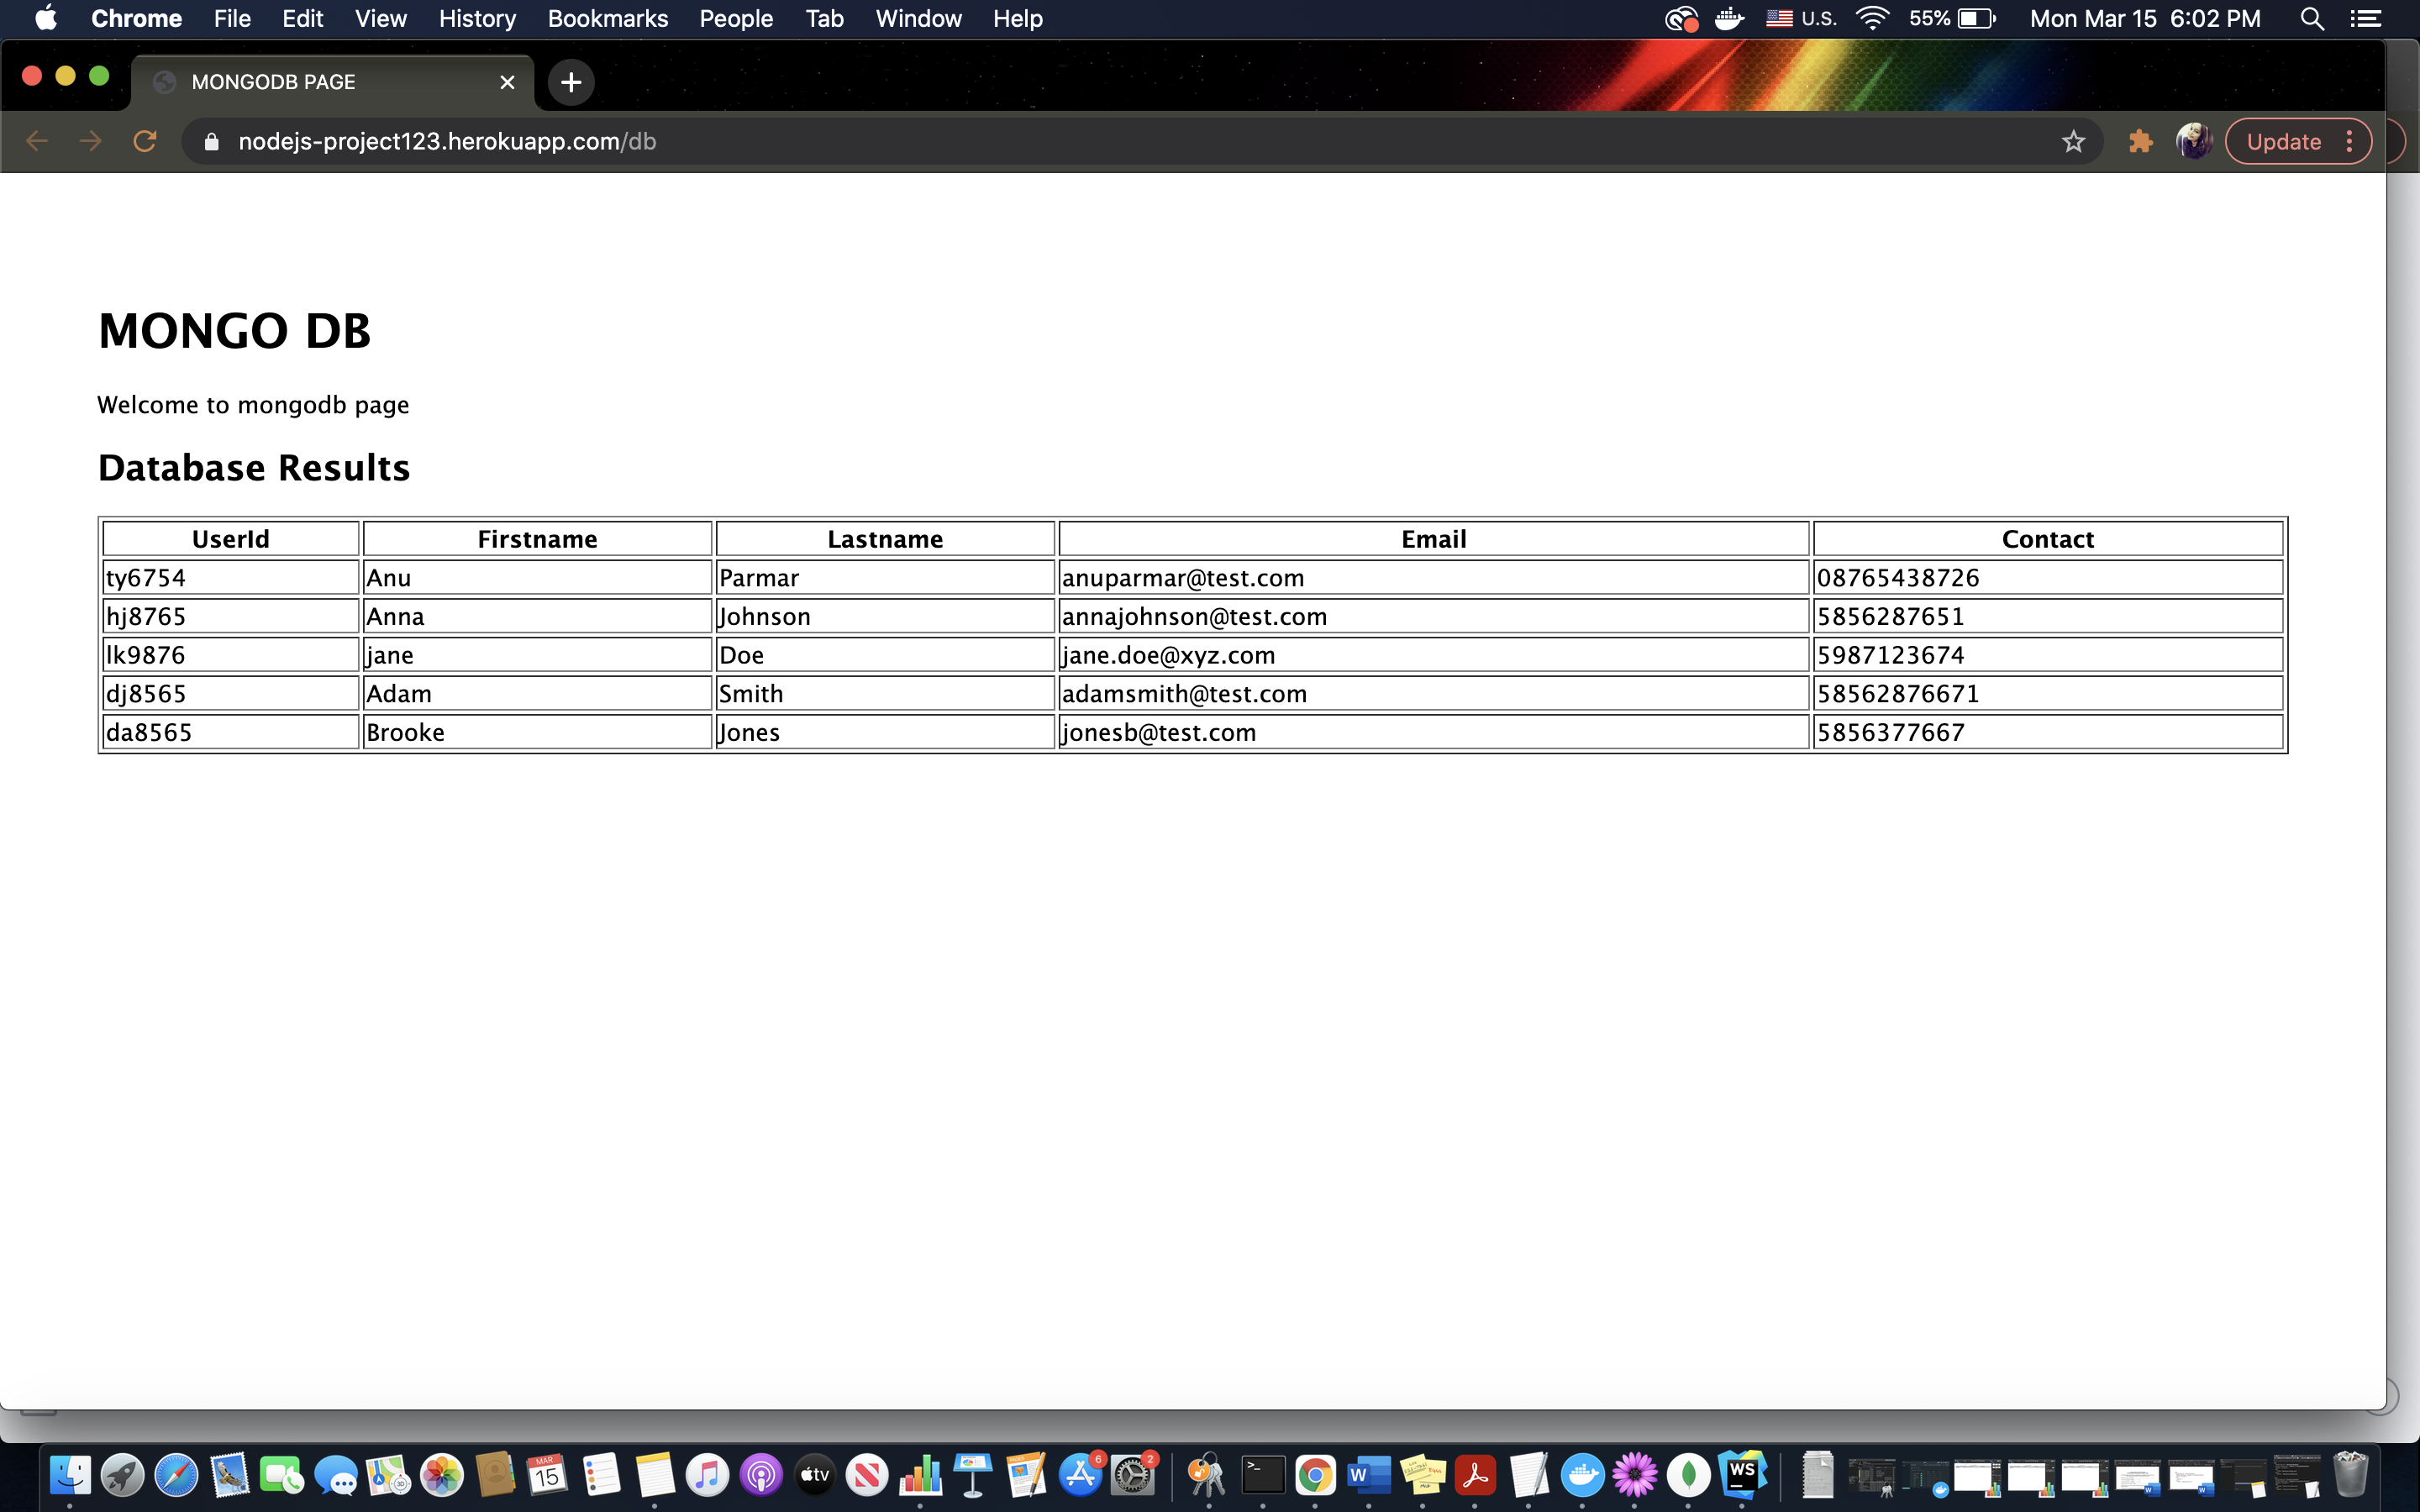 Chrome File Edit View History Bookmarks People Tab Window Help U.S. 55% Mon Mar 15 6:02 PM
MONGODB PAGE
nodejs-project123.herokuapp.com/db Update
MONGO DB
Welcome to mongodb page
Database Results
UserId Firstname Lastname Email Contact
ty6754 Anu Parmar anuparmar@test.com 08765438726
hj8765 Anna Johnson annajohnson@test.com 5856287651
lk9876 jane Doe jane.doe@xyz.com 5987123674
dj8565 Adam Smith adamsmith@test.com 58562876671
da8565 Brooke Jones jonesb@test.com 5856377667
MAR 15 tv 6 2 >_ W WS